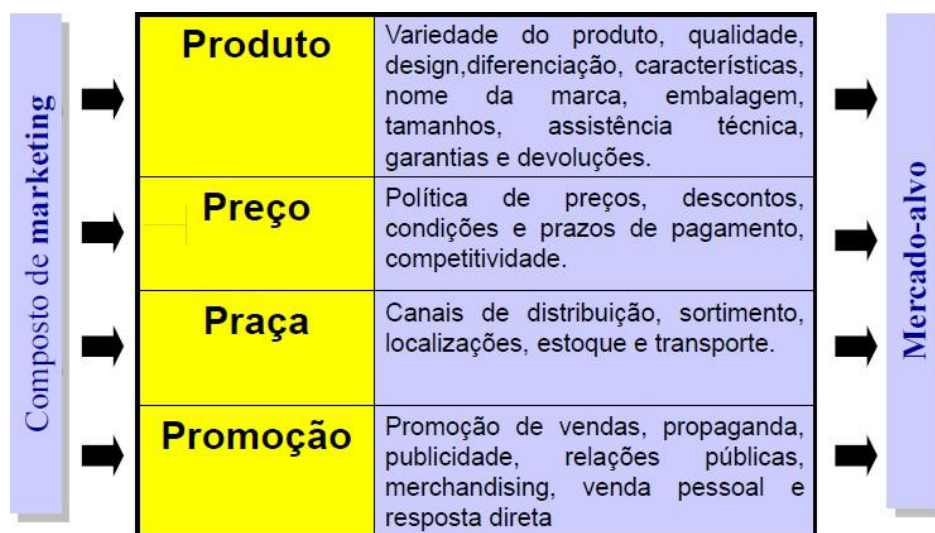 Composto de marketing
Produto
Variedade do produto, qualidade,
design,diferenciação, características,
nome da marca, embalagem,
tamanhos, assistência técnica,
garantias e devoluções.
Preço
Política de preços, descontos,
condições e prazos de pagamento,
competitividade.
Praça
Canais de distribuição, sortimento,
localizações, estoque e transporte.
Promoção
Promoção de vendas, propaganda,
publicidade, relações públicas,
merchandising, venda pessoal e
resposta direta
Mercado-alvo